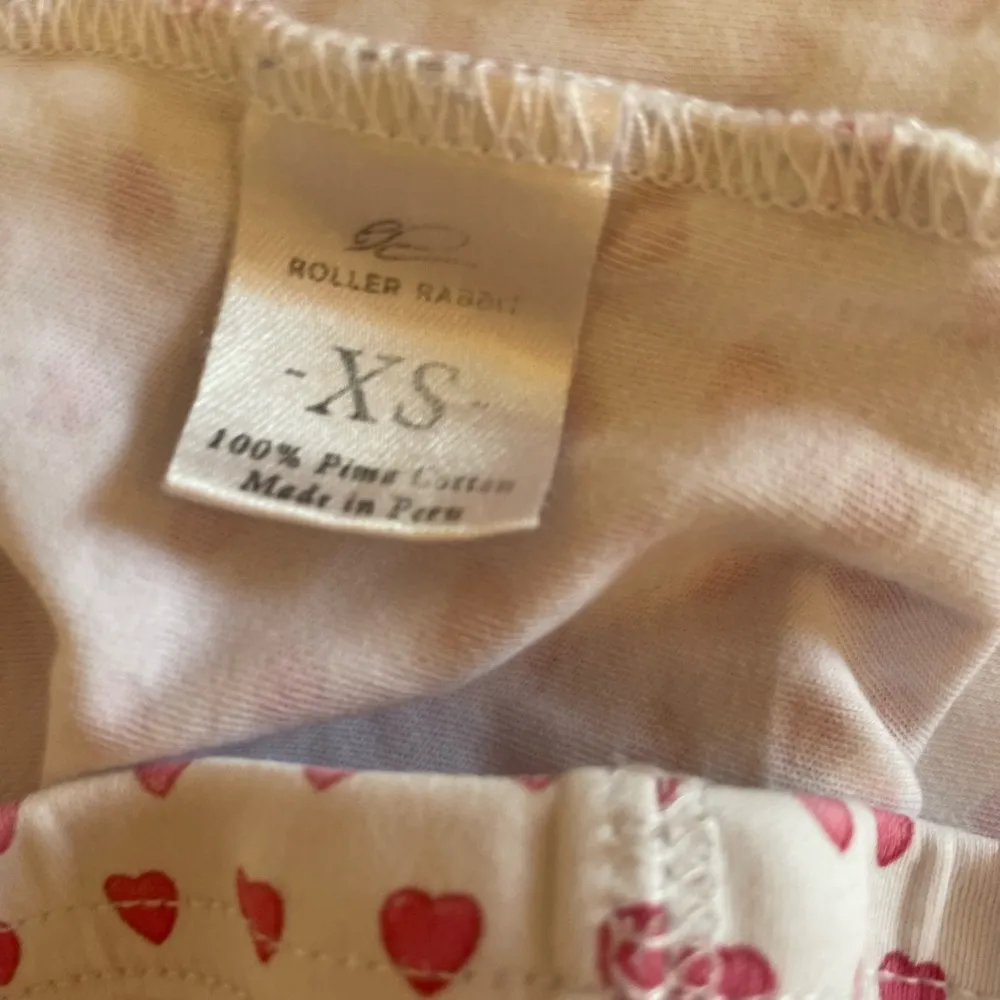 ROLLER RABBIT
-XS-
100% Pima Cotton
Made in Peru